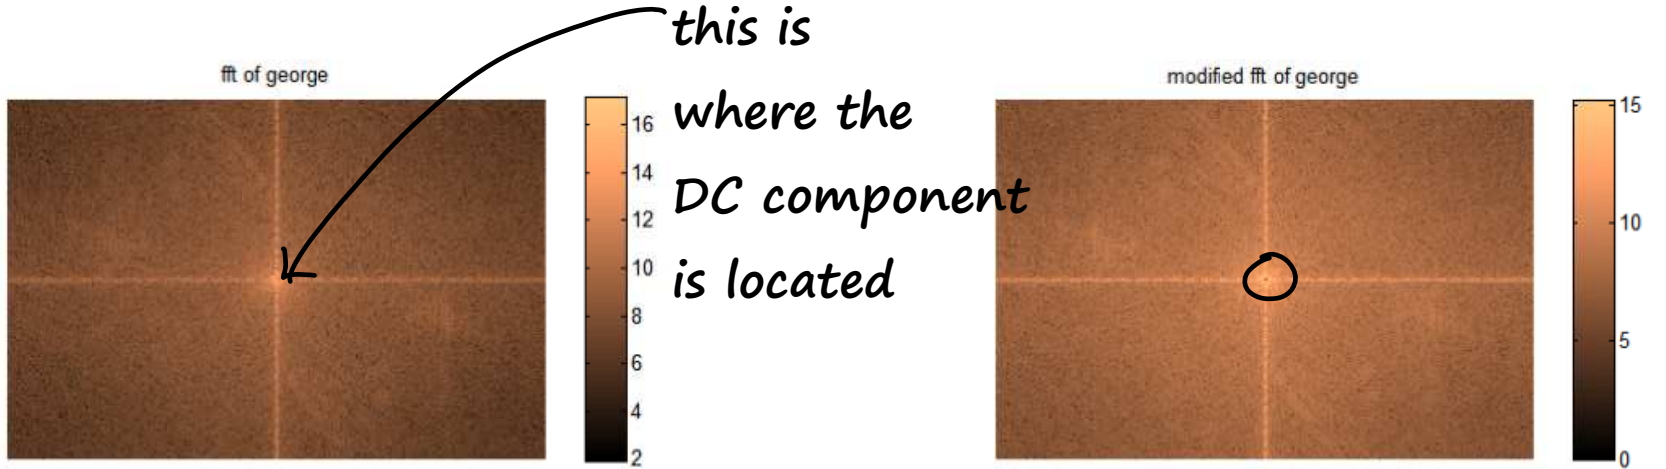 this is
where the
DC component
is located
fft of george
16
14
12
10
8
6
4
2
modified fft of george
15
10
5
0